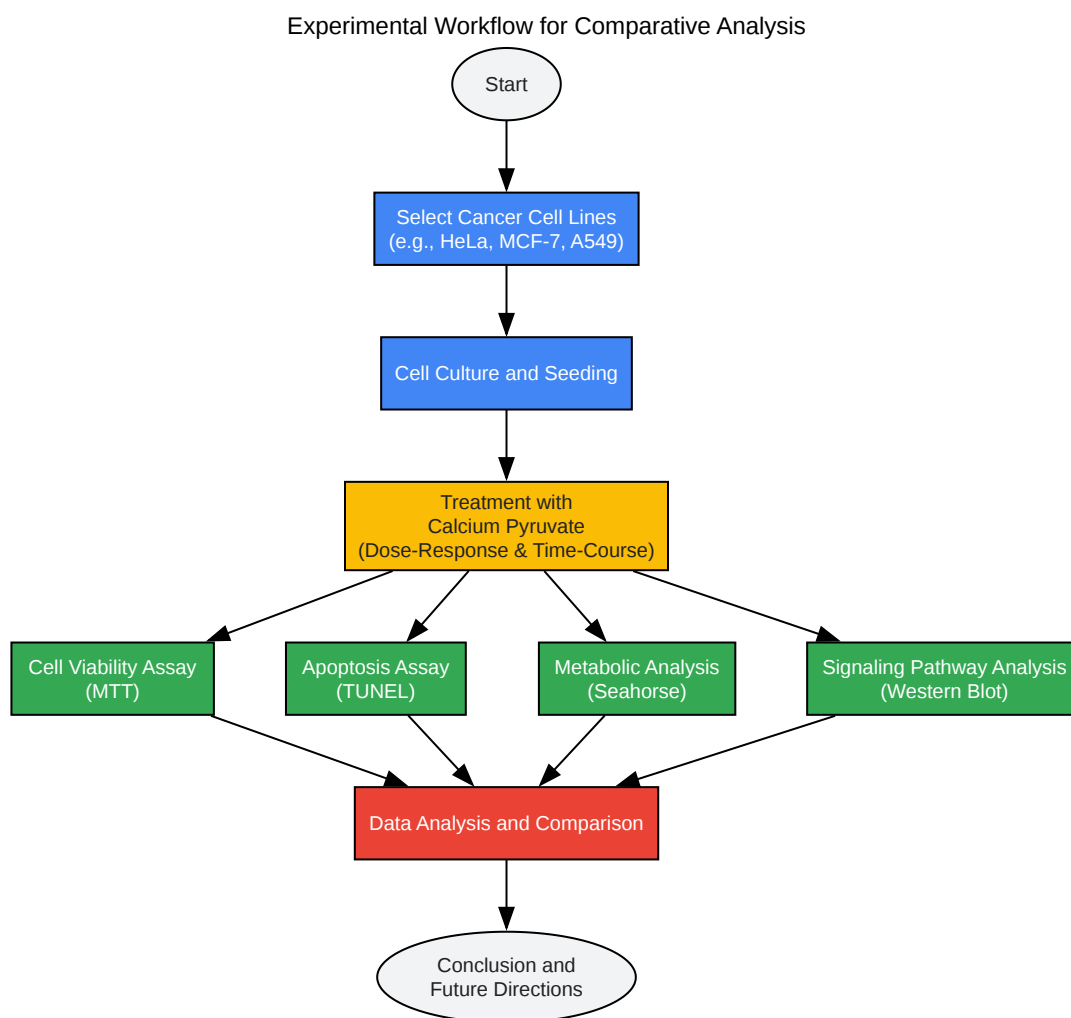 Experimental Workflow for Comparative Analysis
Start
Select Cancer Cell Lines
(e.g., HeLa, MCF-7, A549)
Cell Culture and Seeding
Treatment with
Calcium Pyruvate
(Dose-Response & Time-Course)
Cell Viability Assay
(MTT)
Apoptosis Assay
(TUNEL)
Metabolic Analysis
(Seahorse)
Signaling Pathway Analysis
(Western Blot)
Data Analysis and Comparison
Conclusion and
Future Directions